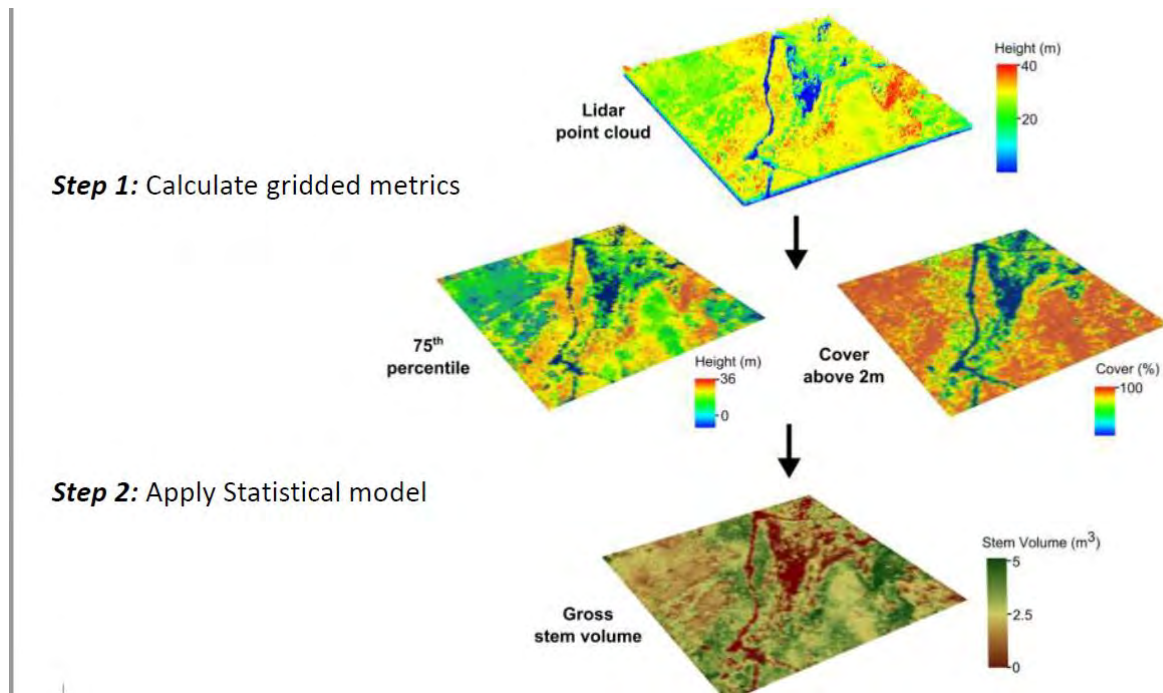 Height (m)
40
20
Lidar
point cloud
Step 1: Calculate gridded metrics
75th
percentile
Height (m)
36
0
Cover
above 2m
Cover (%)
100
Step 2: Apply Statistical model
Stem Volume (m³)
5
2.5
0
Gross
stem volume